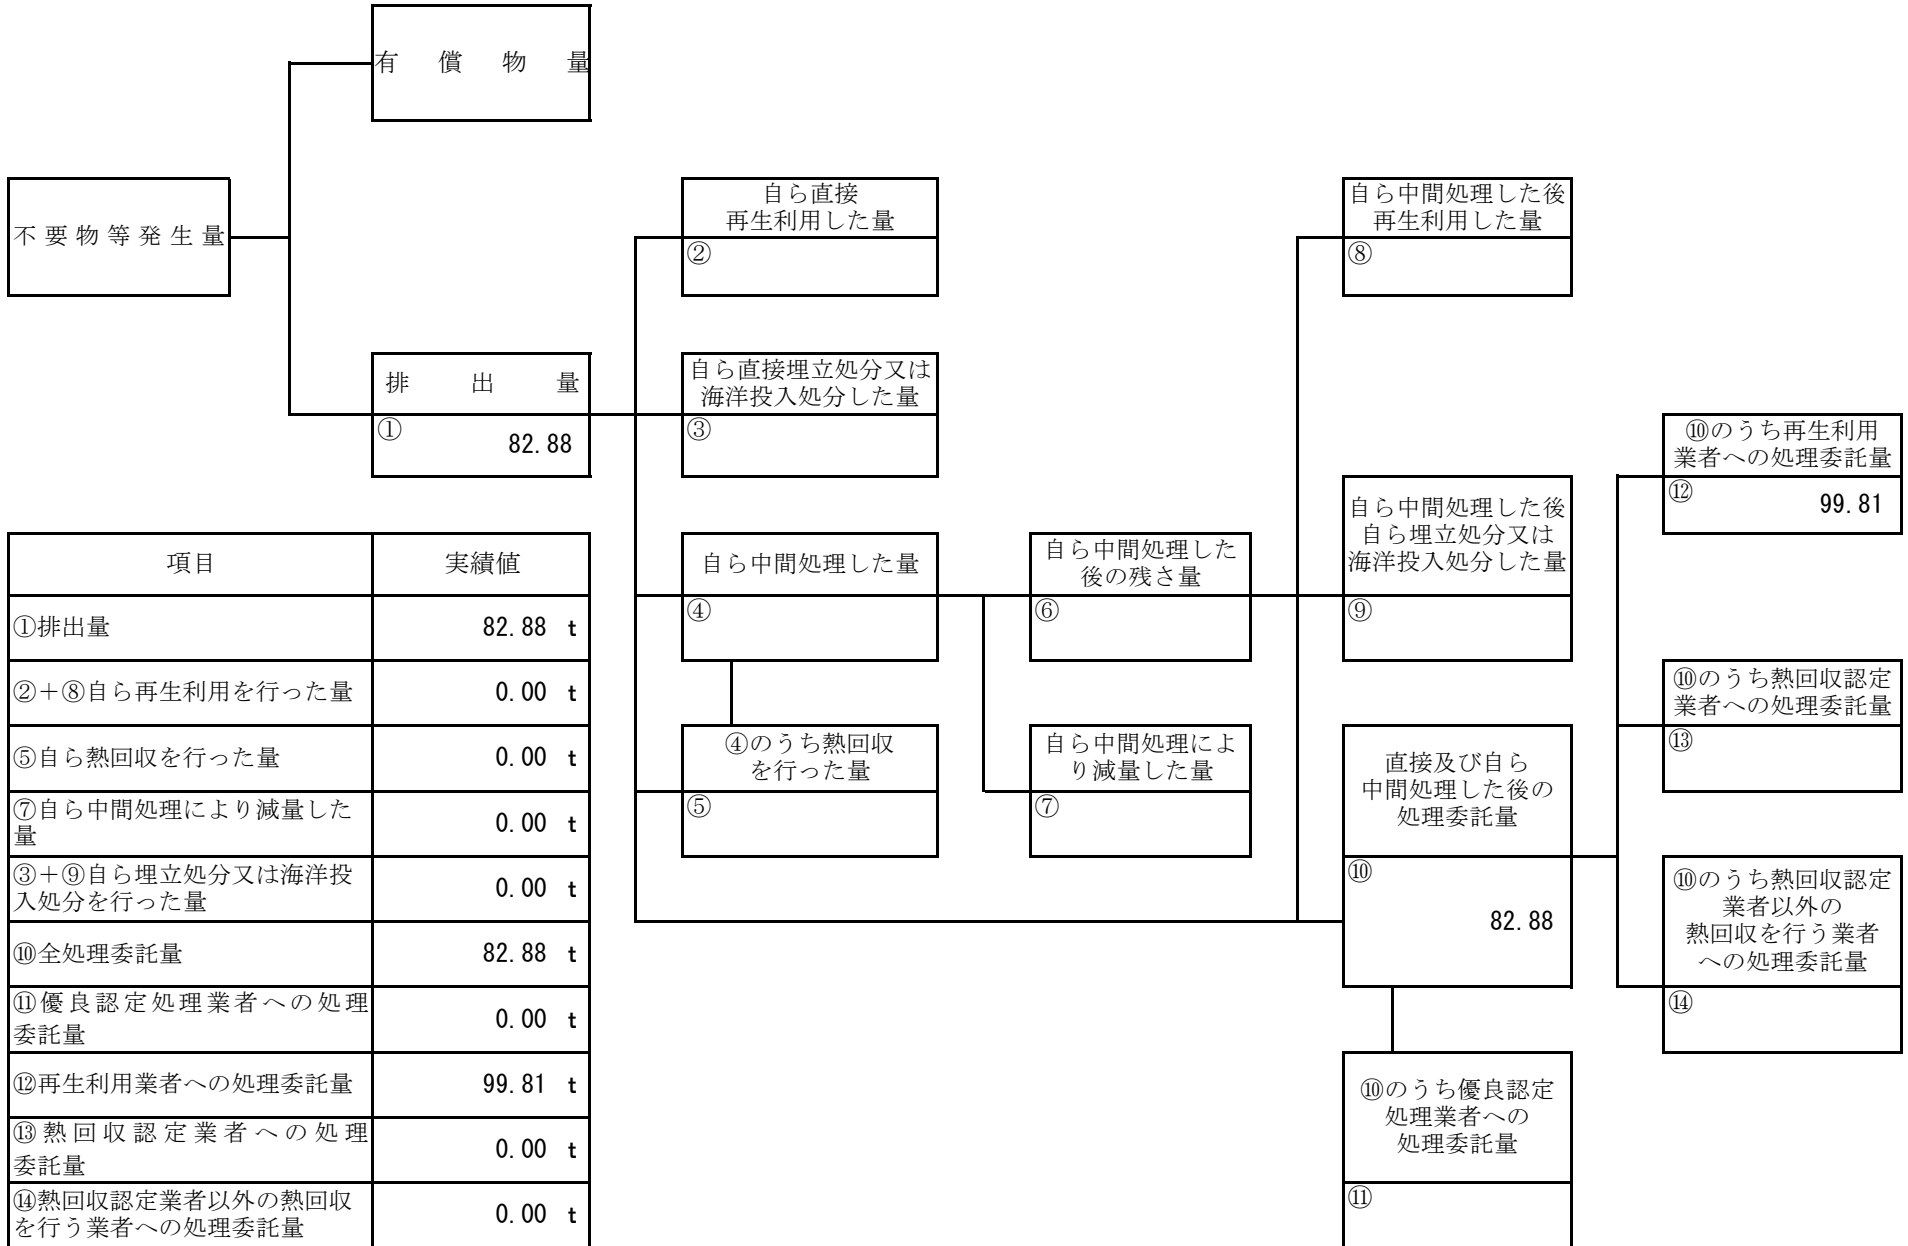 有償物量
不要物等発生量
排出量
①
82.88
自ら直接
再生利用した量
②
自ら直接埋立処分又は
海洋投入処分した量
③
自ら中間処理した量
④
④のうち熱回収
を行った量
⑤
自ら中間処理した
後の残さ量
⑥
自ら中間処理によ
り減量した量
⑦
自ら中間処理した後
再生利用した量
⑧
自ら中間処理した後
自ら埋立処分又は
海洋投入処分した量
⑨
直接及び自ら
中間処理した後の
処理委託量
⑩
82.88
⑩のうち優良認定
処理業者への
処理委託量
⑪
⑩のうち再生利用
業者への処理委託量
⑫
99.81
⑩のうち熱回収認定
業者への処理委託量
⑬
⑩のうち熱回収認定
業者以外の
熱回収を行う業者
への処理委託量
⑭
項目 実績値
①排出量 82.88 t
②＋⑧自ら再生利用を行った量 0.00 t
⑤自ら熱回収を行った量 0.00 t
⑦自ら中間処理により減量した
量 0.00 t
③＋⑨自ら埋立処分又は海洋投
入処分を行った量 0.00 t
⑩全処理委託量 82.88 t
⑪優良認定処理業者への処理
委託量 0.00 t
⑫再生利用業者への処理委託量 99.81 t
⑬熱回収認定業者への処理
委託量 0.00 t
⑭熱回収認定業者以外の熱回収
を行う業者への処理委託量 0.00 t